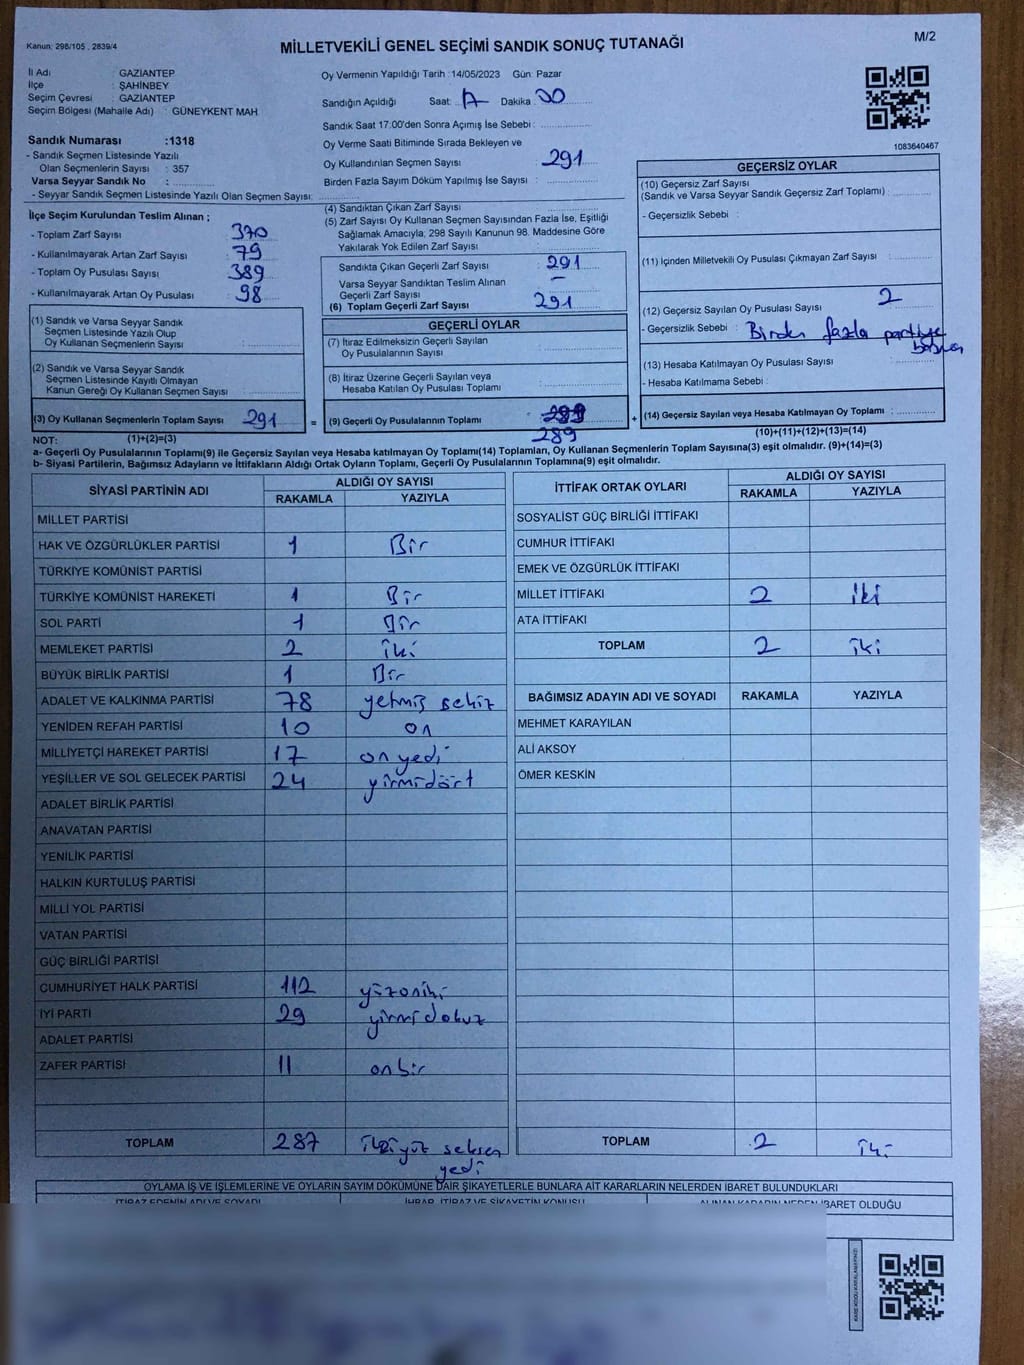 Kanun: 298/105 , 2839/4
MİLLETVEKİLİ GENEL SEÇİMİ SANDIK SONUÇ TUTANAĞI
M/2
İl Adı : GAZİANTEP
İlçe : ŞAHİNBEY
Seçim Çevresi : GAZİANTEP
Seçim Bölgesi (Mahalle Adı) : GÜNEYKENT MAH
Sandık Numarası :1318
- Sandık Seçmen Listesinde Yazılı
Olan Seçmenlerin Sayısı : 357
Varsa Seyyar Sandık No :
- Seyyar Sandık Seçmen Listesinde Yazılı Olan Seçmen Sayısı:
Oy Vermenin Yapıldığı Tarih : 14/05/2023 Gün: Pazar
Sandığın Açıldığı Saat: 17 Dakika : 00
Sandık Saat 17:00'den Sonra Açımış İse Sebebi :
Oy Verme Saati Bitiminde Sırada Bekleyen ve
Oy Kullandırılan Seçmen Sayısı 291
Birden Fazla Sayım Döküm Yapılmış İse Sayısı :
1083640467
İlçe Seçim Kurulundan Teslim Alınan ;
- Toplam Zarf Sayısı : 370
- Kullanılmayarak Artan Zarf Sayısı : 79
- Toplam Oy Pusulası Sayısı : 389
- Kullanılmayarak Artan Oy Pusulası : 98
(1) Sandık ve Varsa Seyyar Sandık
Seçmen Listesinde Yazılı Olup
Oy Kullanan Seçmenlerin Sayısı :
(2) Sandık ve Varsa Seyyar Sandık
Seçmen Listesinde Kayıtlı Olmayan
Kanun Gereği Oy Kullanan Seçmen Sayısı :
(3) Oy Kullanan Seçmenlerin Toplam Sayısı : 291 =
(4) Sandıktan Çıkan Zarf Sayısı :
(5) Zarf Sayısı Oy Kullanan Seçmen Sayısından Fazla İse, Eşitliği
Sağlamak Amacıyla, 298 Sayılı Kanunun 98. Maddesine Göre
Yakılarak Yok Edilen Zarf Sayısı :
Sandıkta Çıkan Geçerli Zarf Sayısı : 291
Varsa Seyyar Sandıktan Teslim Alınan
Geçerli Zarf Sayısı : –
(6) Toplam Geçerli Zarf Sayısı : 291
GEÇERLİ OYLAR
(7) İtiraz Edilmeksizin Geçerli Sayılan
Oy Pusulalarının Sayısı :
(8) İtiraz Üzerine Geçerli Sayılan veya
Hesaba Katılan Oy Pusulası Toplamı :
(9) Geçerli Oy Pusulalarının Toplamı : 289 +
GEÇERSİZ OYLAR
(10) Geçersiz Zarf Sayısı
(Sandık ve Varsa Seyyar Sandık Geçersiz Zarf Toplamı) :
- Geçersizlik Sebebi :
(11) İçinden Milletvekili Oy Pusulası Çıkmayan Zarf Sayısı :
(12) Geçersiz Sayılan Oy Pusulası Sayısı : 2
- Geçersizlik Sebebi : Birden fazla partiye
basılan
(13) Hesaba Katılmayan Oy Pusulası Sayısı :
- Hesaba Katılmama Sebebi :
(14) Geçersiz Sayılan veya Hesaba Katılmayan Oy Toplamı :
NOT: (1)+(2)=(3)
(10)+(11)+(12)+(13)=(14)
a- Geçerli Oy Pusulalarının Toplamı(9) ile Geçersiz Sayılan veya Hesaba katılmayan Oy Toplamı(14) Toplamları, Oy Kullanan Seçmenlerin Toplam Sayısına(3) eşit olmalıdır. (9)+(14)=(3)
b- Siyasi Partilerin, Bağımsız Adayların ve İttifakların Aldığı Ortak Oyların Toplamı, Geçerli Oy Pusulalarının Toplamına(9) eşit olmalıdır.
SİYASİ PARTİNİN ADI ALDIĞI OY SAYISI
RAKAMLA YAZIYLA
MİLLET PARTİSİ
HAK VE ÖZGÜRLÜKLER PARTİSİ 1 Bir
TÜRKİYE KOMÜNİST PARTİSİ
TÜRKİYE KOMÜNİST HAREKETİ 1 Bir
SOL PARTİ 1 Bir
MEMLEKET PARTİSİ 2 iki
BÜYÜK BİRLİK PARTİSİ 1 Bir
ADALET VE KALKINMA PARTİSİ 78 yetmiş sekiz
YENİDEN REFAH PARTİSİ 10 on
MİLLİYETÇİ HAREKET PARTİSİ 17 on yedi
YEŞİLLER VE SOL GELECEK PARTİSİ 24 yirmidört
ADALET BİRLİK PARTİSİ
ANAVATAN PARTİSİ
YENİLİK PARTİSİ
HALKIN KURTULUŞ PARTİSİ
MİLLİ YOL PARTİSİ
VATAN PARTİSİ
GÜÇ BİRLİĞİ PARTİSİ
CUMHURİYET HALK PARTİSİ 112 yüzoniki
İYİ PARTİ 29 yirmi dokuz
ADALET PARTİSİ
ZAFER PARTİSİ 11 onbir
TOPLAM 287 ikiyüz seksen
yedi
İTTİFAK ORTAK OYLARI ALDIĞI OY SAYISI
RAKAMLA YAZIYLA
SOSYALİST GÜÇ BİRLİĞİ İTTİFAKI
CUMHUR İTTİFAKI
EMEK VE ÖZGÜRLÜK İTTİFAKI
MİLLET İTTİFAKI 2 iki
ATA İTTİFAKI
TOPLAM 2 iki
BAĞIMSIZ ADAYIN ADI VE SOYADI RAKAMLA YAZIYLA
MEHMET KARAYILAN
ALİ AKSOY
ÖMER KESKİN
TOPLAM 2 iki
OYLAMA İŞ VE İŞLEMLERİNE VE OYLARIN SAYIM DÖKÜMÜNE DAİR ŞİKAYETLERLE BUNLARA AİT KARARLARIN NELERDEN İBARET BULUNDUKLARI
İTİRAZ EDENİN ADI VE SOYADI İHBAR, İTİRAZ VE ŞİKAYETİN KONUSU ALINAN KARARIN NEDEN İBARET OLDUĞU